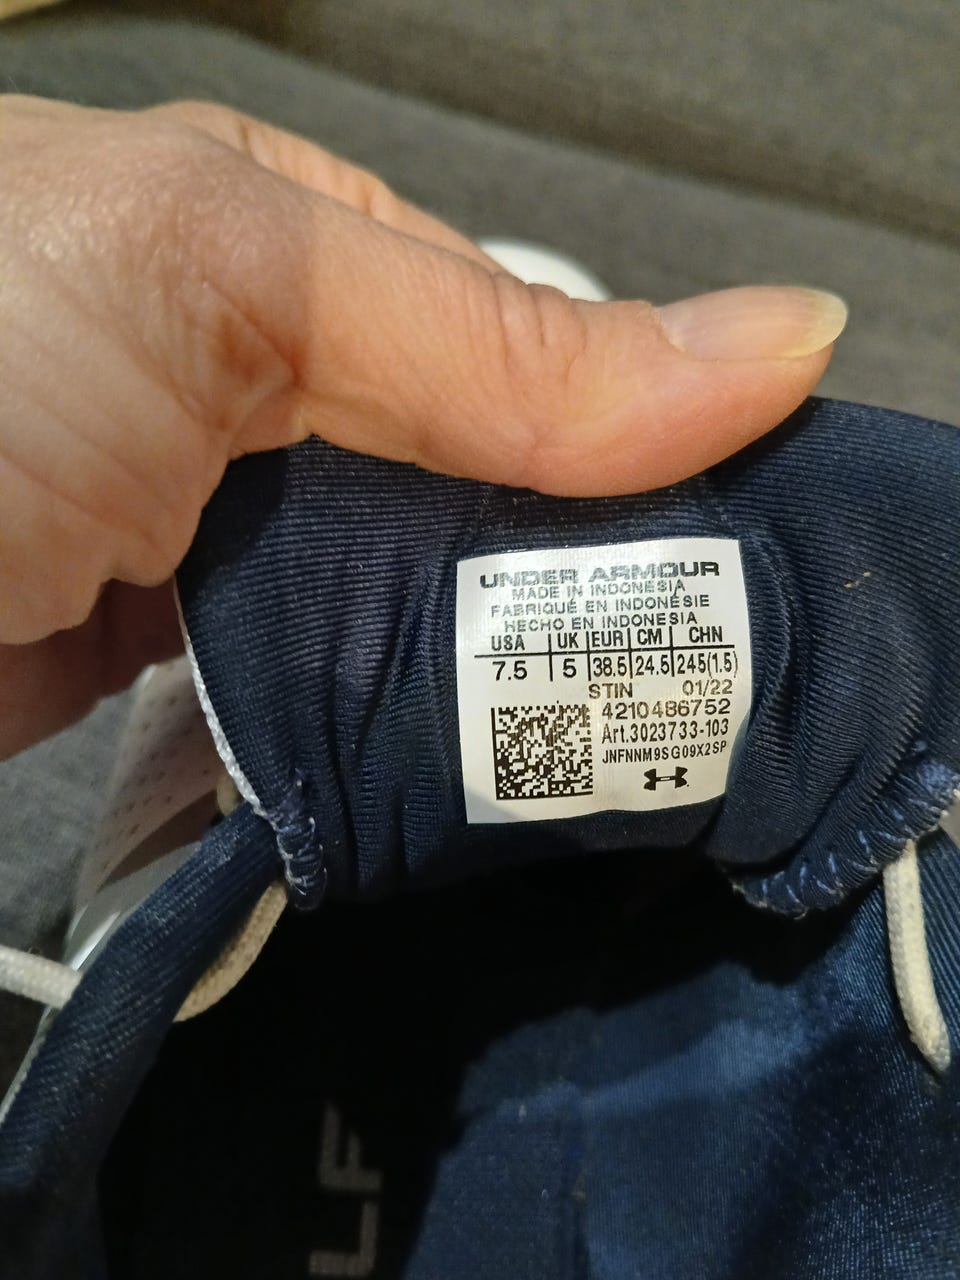 UNDER ARMOUR
MADE IN INDONESIA
FABRIQUÉ EN INDONÉSIE
HECHO EN INDONESIA
USA UK EUR CM CHN
7.5 5 38.5 24.5 245(1.5)
STIN 01/22
4210486752
Art.3023733-103
JNFNNM9SG09X2SP
LF